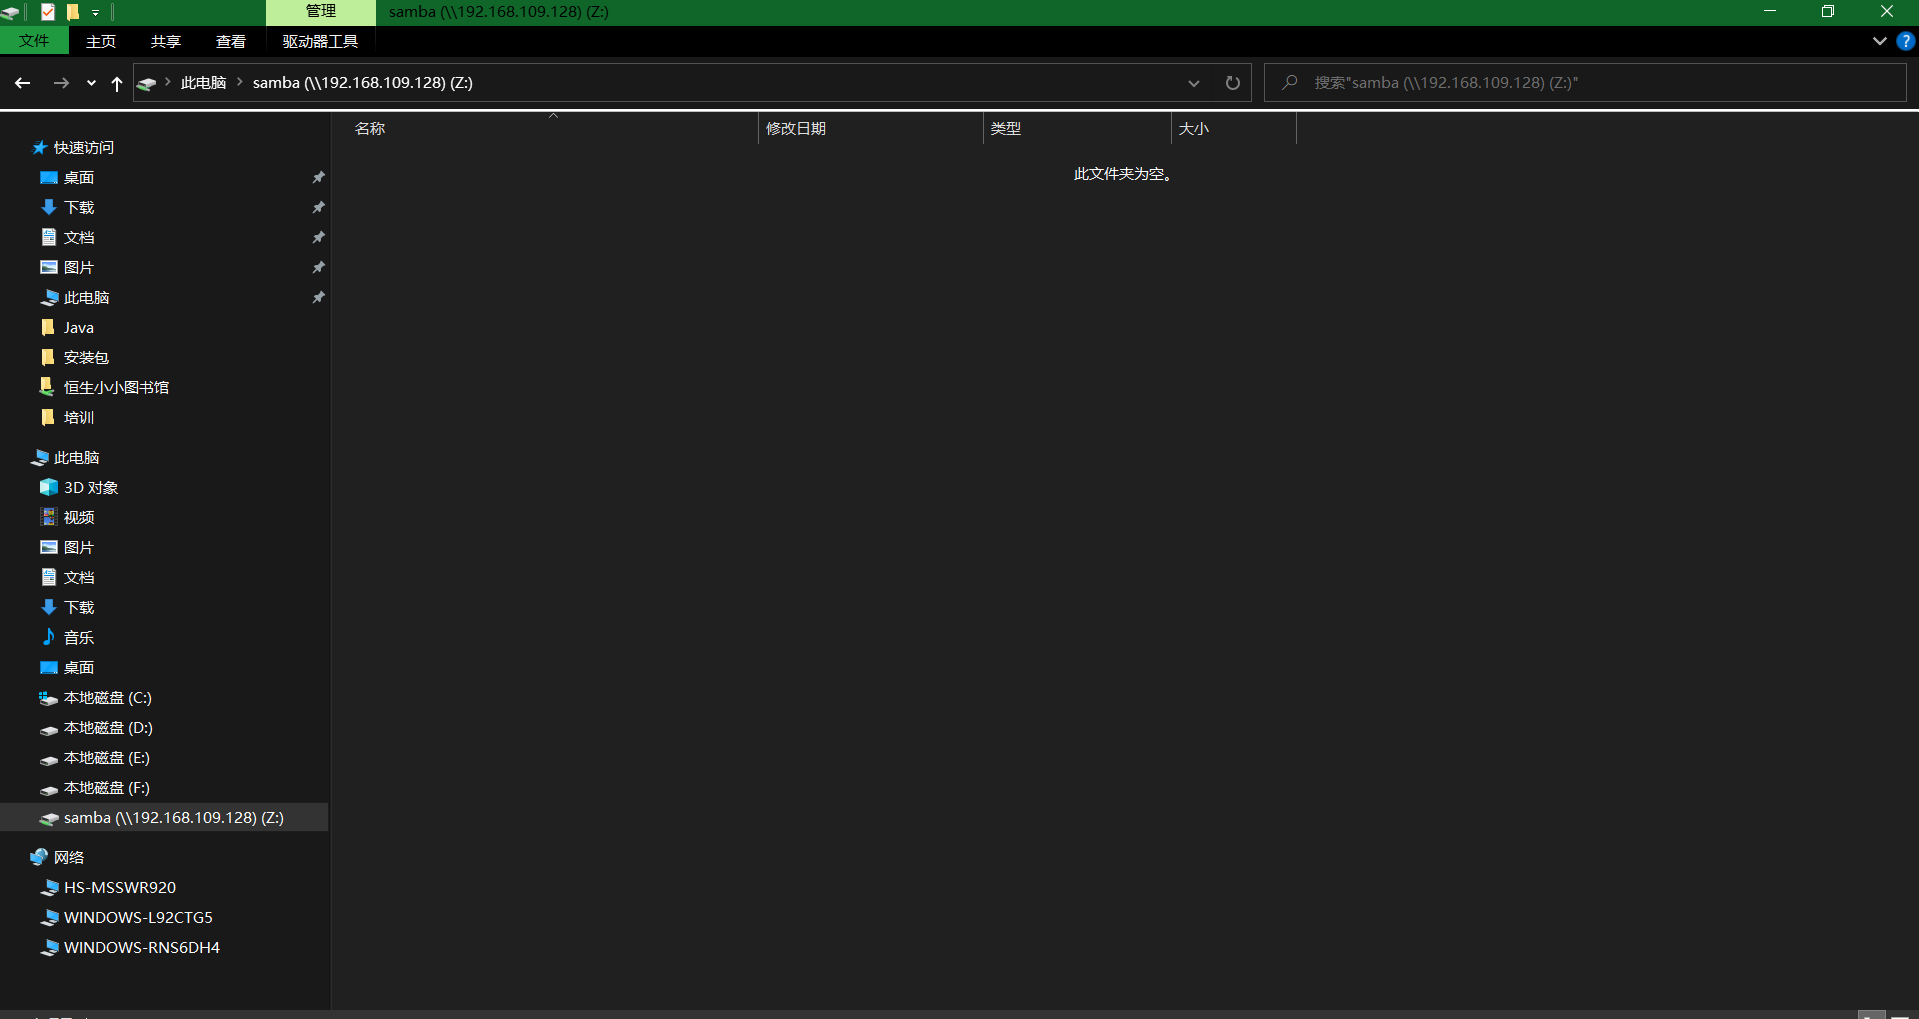 管理
samba (\\192.168.109.128) (Z:)
文件
主页
共享
查看
驱动器工具
此电脑
samba (\\192.168.109.128) (Z:)
搜索"samba (\\192.168.109.128) (Z:)"
名称
修改日期
类型
大小
此文件夹为空。
快速访问
桌面
下载
文档
图片
此电脑
Java
安装包
恒生小小图书馆
培训
此电脑
3D 对象
视频
图片
文档
下载
音乐
桌面
本地磁盘 (C:)
本地磁盘 (D:)
本地磁盘 (E:)
本地磁盘 (F:)
samba (\\192.168.109.128) (Z:)
网络
HS-MSSWR920
WINDOWS-L92CTG5
WINDOWS-RNS6DH4